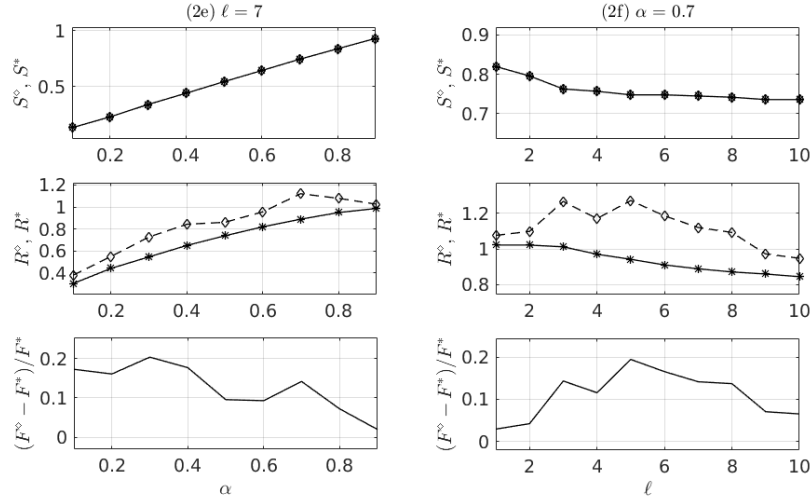 (2e) ℓ = 7
S^⋄, S^*
1
0.5
0.2 0.4 0.6 0.8
R^⋄, R^*
1.2
1
0.8
0.6
0.4
0.2 0.4 0.6 0.8
(F^⋄ − F^*)/F^*
0.2
0.1
0
0.2 0.4 0.6 0.8
α
(2f) α = 0.7
S^⋄, S^*
0.9
0.8
0.7
2 4 6 8 10
R^⋄, R^*
1.2
1
0.8
2 4 6 8 10
(F^⋄ − F^*)/F^*
0.2
0.1
0
2 4 6 8 10
ℓ